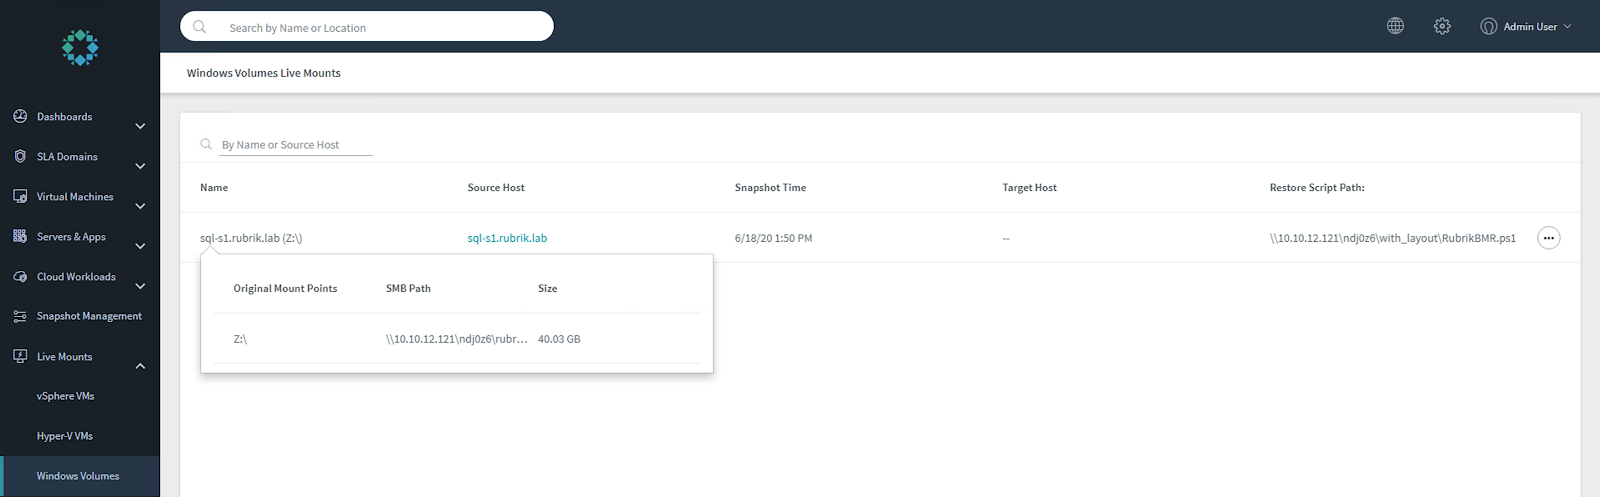 Search by Name or Location
Admin User
Windows Volumes Live Mounts
Dashboards
SLA Domains
Virtual Machines
Servers & Apps
Cloud Workloads
Snapshot Management
Live Mounts
vSphere VMs
Hyper-V VMs
Windows Volumes
By Name or Source Host
Name Source Host Snapshot Time Target Host Restore Script Path:
sql-s1.rubrik.lab (Z:\) sql-s1.rubrik.lab 6/18/20 1:50 PM -- \\10.10.12.121\ndj0z6\with_layout\RubrikBMR.ps1
Original Mount Points SMB Path Size
Z:\ \\10.10.12.121\ndj0z6\rubr... 40.03 GB